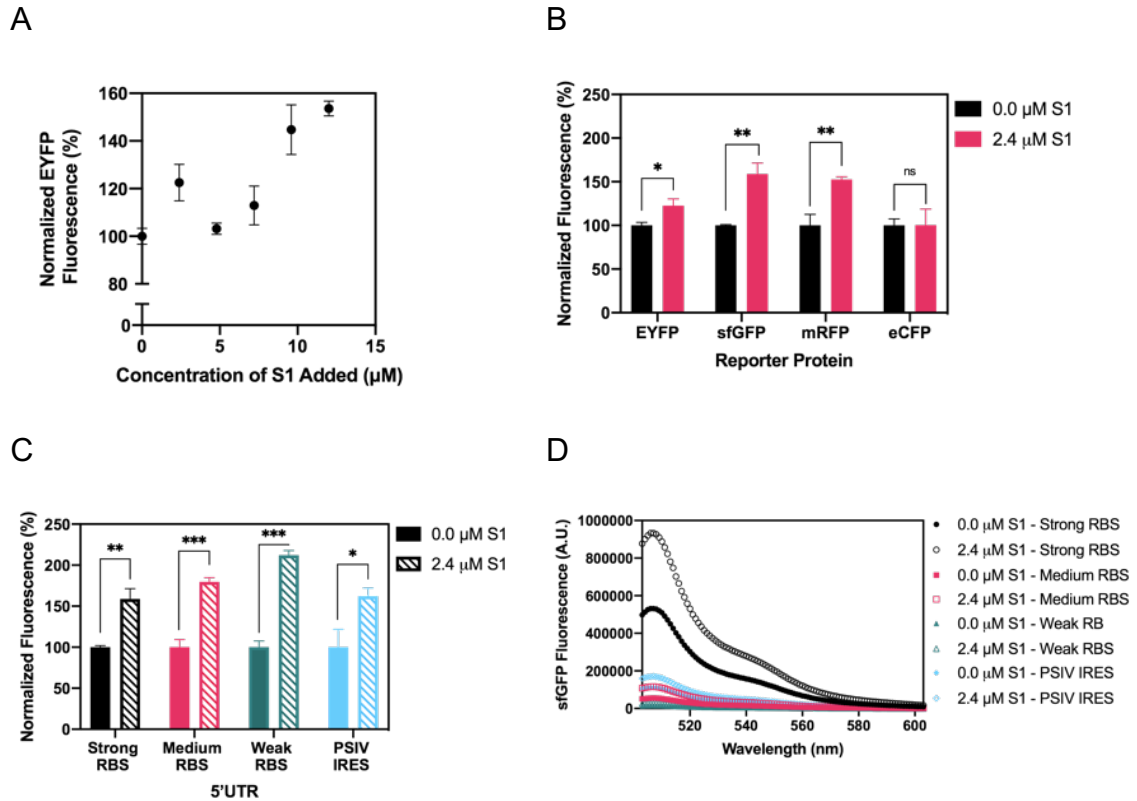 A
Normalized EYFP
Fluorescence (%)
160
140
120
100
80
0
0
5
10
15
Concentration of S1 Added (µM)
B
Normalized Fluorescence (%)
250
200
150
100
50
0
*
**
**
ns
EYFP
sfGFP
mRFP
eCFP
Reporter Protein
0.0 µM S1
2.4 µM S1
C
Normalized Fluorescence (%)
250
200
150
100
50
0
**
***
***
*
Strong
RBS
Medium
RBS
Weak
RBS
PSIV
IRES
5'UTR
0.0 µM S1
2.4 µM S1
D
sfGFP Fluorescence (A.U.)
1000000
800000
600000
400000
200000
0
520
540
560
580
600
Wavelength (nm)
0.0 µM S1 - Strong RBS
2.4 µM S1 - Strong RBS
0.0 µM S1 - Medium RBS
2.4 µM S1 - Medium RBS
0.0 µM S1 - Weak RB
2.4 µM S1 - Weak RBS
0.0 µM S1 - PSIV IRES
2.4 µM S1 - PSIV IRES